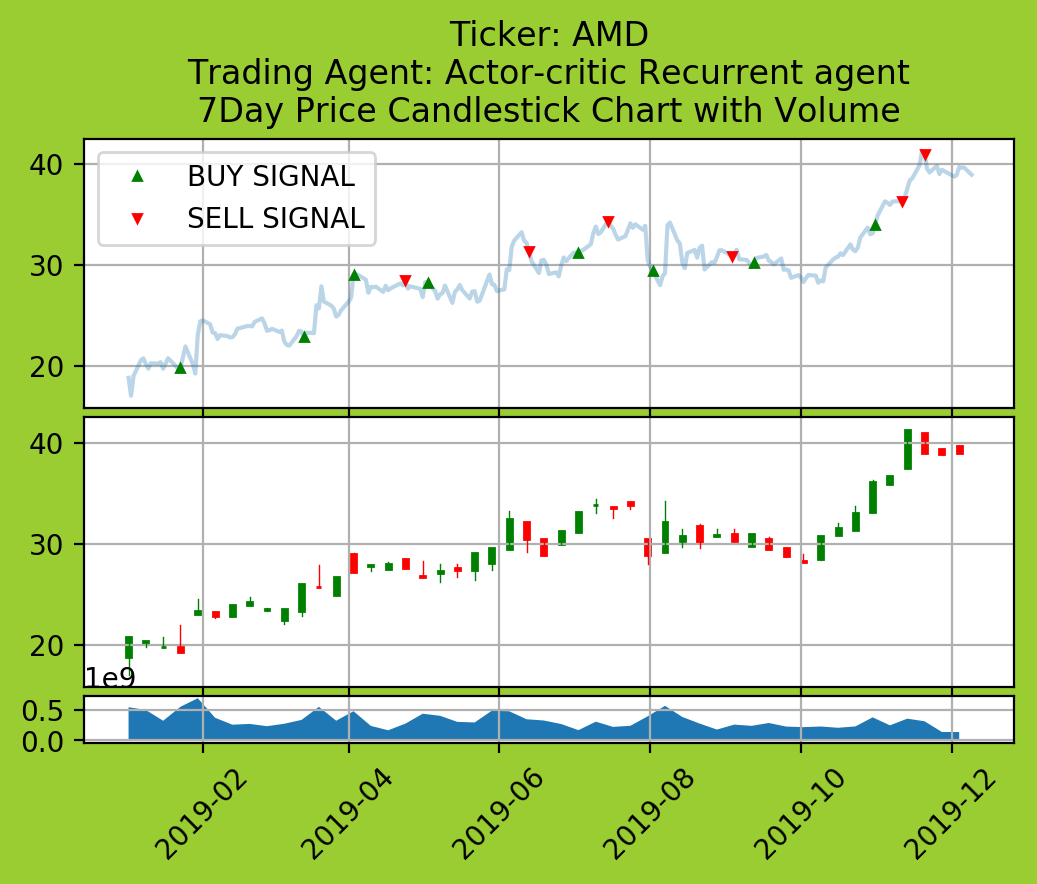 Ticker: AMD
Trading Agent: Actor-critic Recurrent agent
7Day Price Candlestick Chart with Volume
40
30
20
BUY SIGNAL
SELL SIGNAL
40
30
20
1e9
0.5
0.0
2019-02
2019-04
2019-06
2019-08
2019-10
2019-12